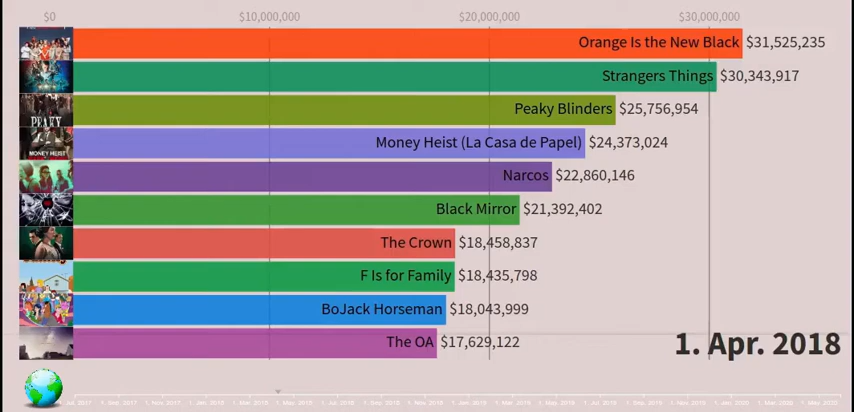 $0 $10,000,000 $20,000,000 $30,000,000
Orange Is the New Black $31,525,235
Strangers Things $30,343,917
Peaky Blinders $25,756,954
PEAKY
Money Heist (La Casa de Papel) $24,373,024
MONEY HEIST
Narcos $22,860,146
Black Mirror $21,392,402
The Crown $18,458,837
F Is for Family $18,435,798
BoJack Horseman $18,043,999
The OA $17,629,122
1. Apr. 2018